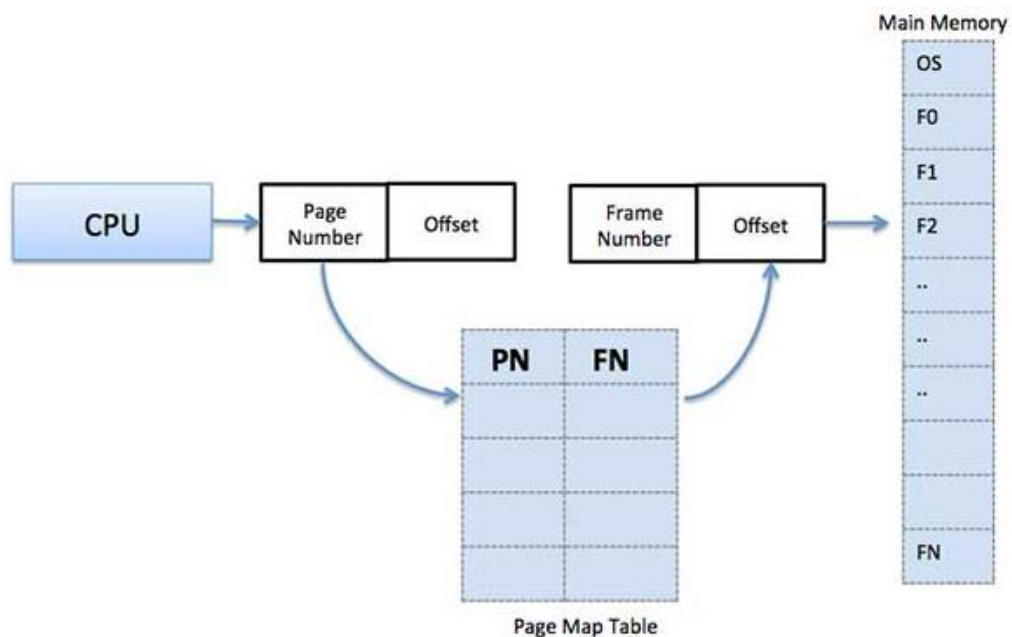 Main Memory
OS
F0
F1
F2
..
..
..
FN
CPU
Page
Number
Offset
Frame
Number
Offset
PN FN
Page Map Table